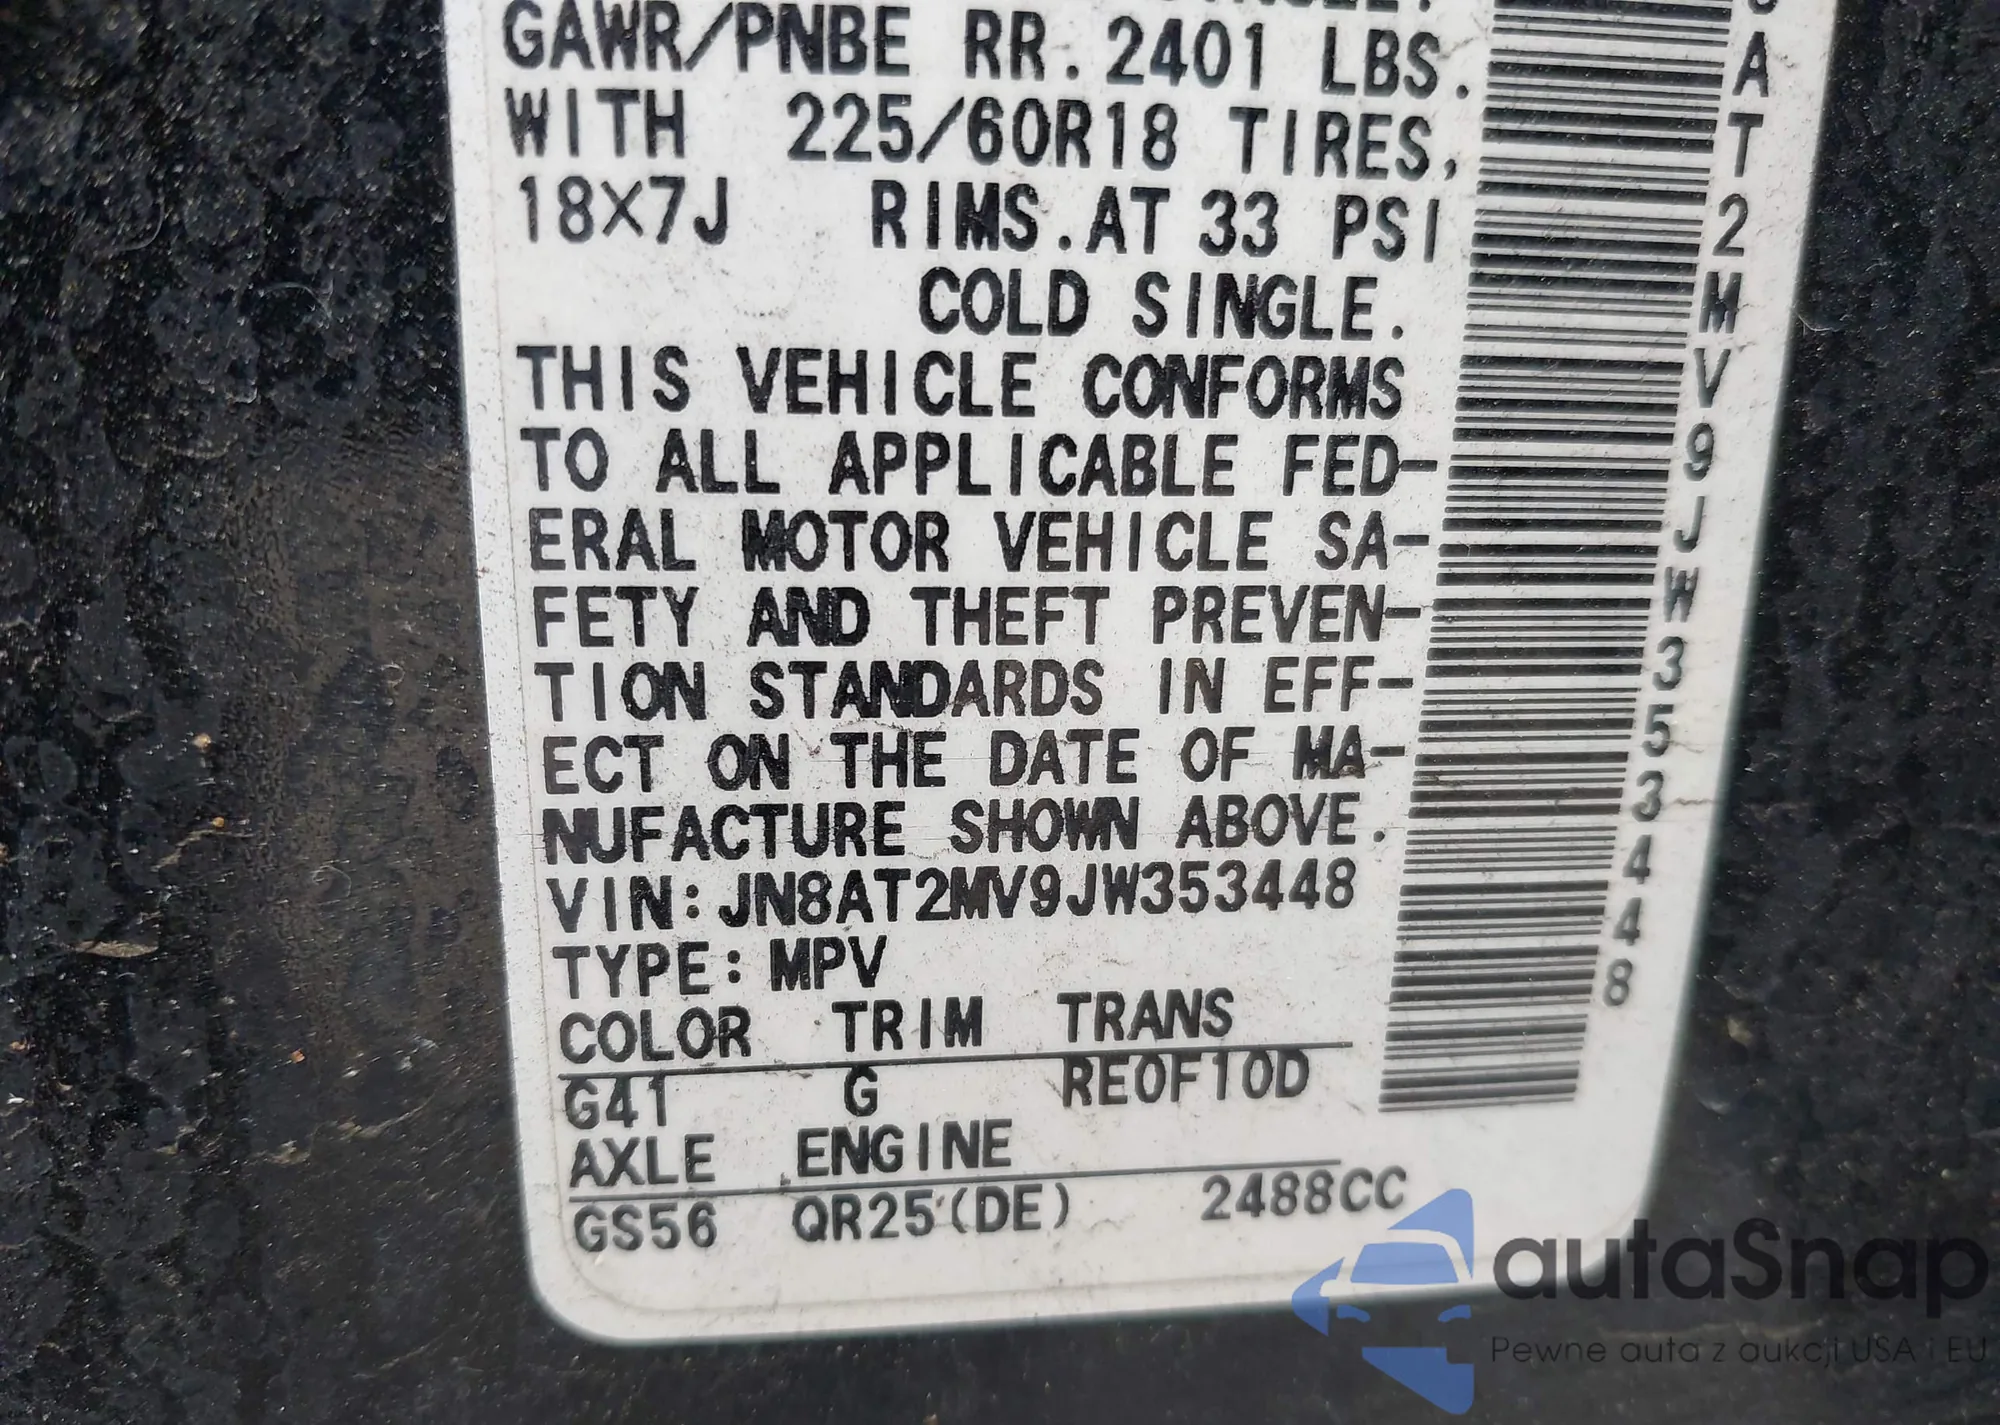 GAWR/PNBE RR.2401 LBS.
WITH 225/60R18 TIRES,
18X7J RIMS.AT 33 PSI
COLD SINGLE.
THIS VEHICLE CONFORMS
TO ALL APPLICABLE FED-
ERAL MOTOR VEHICLE SA-
FETY AND THEFT PREVEN-
TION STANDARDS IN EFF-
ECT ON THE DATE OF MA-
NUFACTURE SHOWN ABOVE.
VIN:JN8AT2MV9JW353448
TYPE:MPV
COLOR TRIM TRANS
G41 G RE0F10D
AXLE ENGINE
GS56 QR25(DE) 2488CC
AT2MV9JW353448
autaSnap
Pewne auta z aukcji USA i EU